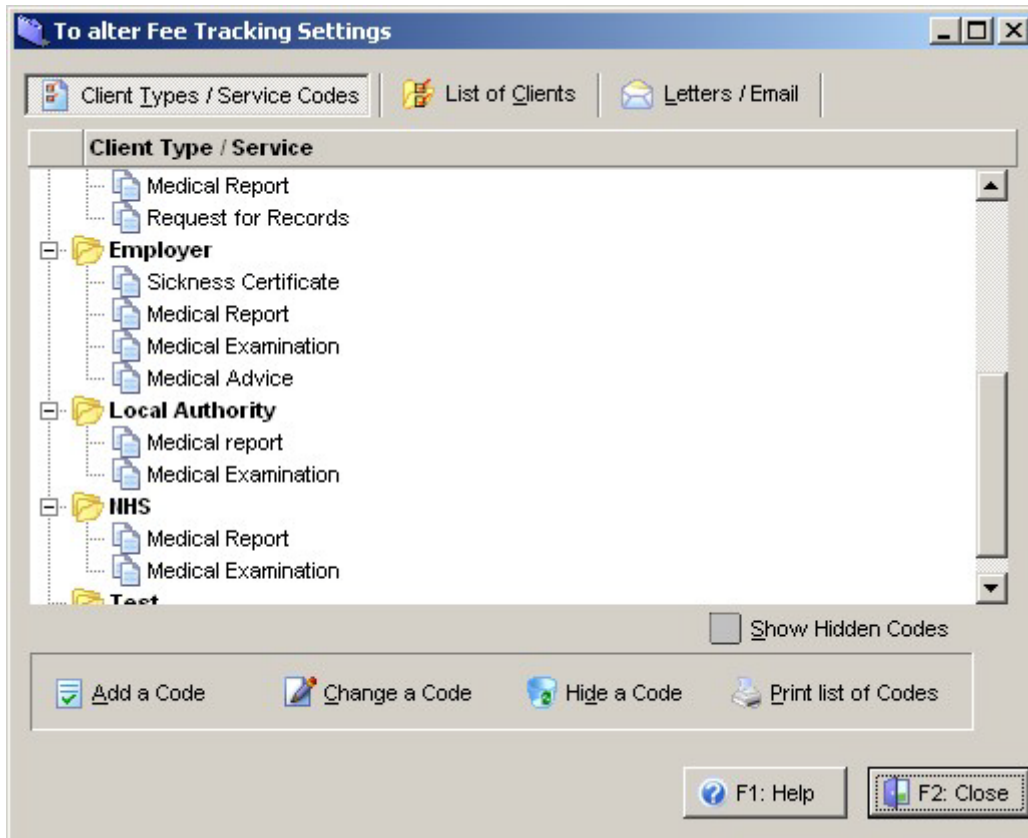 To alter Fee Tracking Settings
Client Types / Service Codes List of Clients Letters / Email
Client Type / Service
Medical Report
Request for Records
Employer
Sickness Certificate
Medical Report
Medical Examination
Medical Advice
Local Authority
Medical report
Medical Examination
NHS
Medical Report
Medical Examination
Test
Show Hidden Codes
Add a Code Change a Code Hide a Code Print list of Codes
F1: Help F2: Close